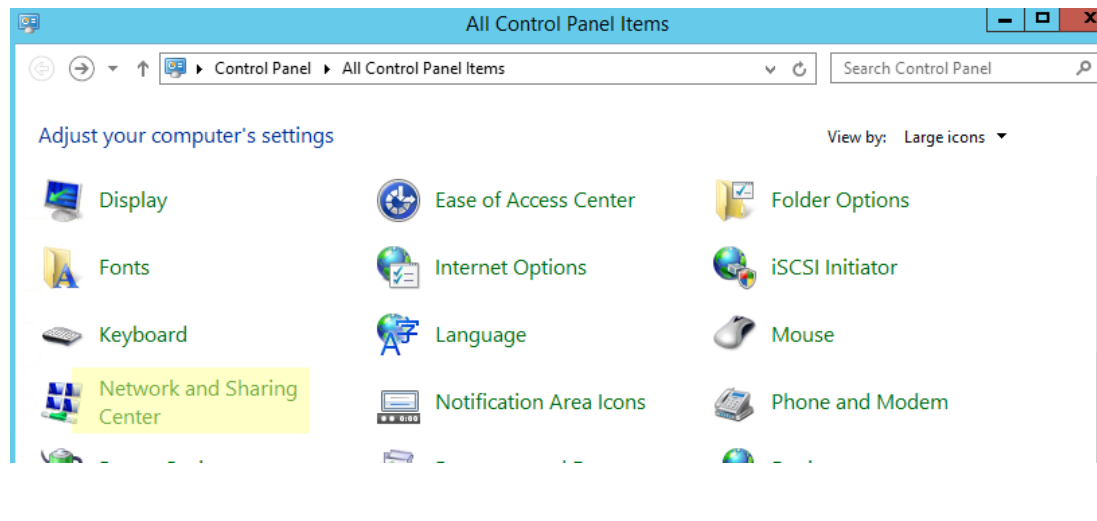 All Control Panel Items
Control Panel All Control Panel Items
Search Control Panel
Adjust your computer's settings
View by: Large icons
Display
Ease of Access Center
Folder Options
Fonts
Internet Options
iSCSI Initiator
Keyboard
Language
Mouse
Network and Sharing
Center
Notification Area Icons
Phone and Modem